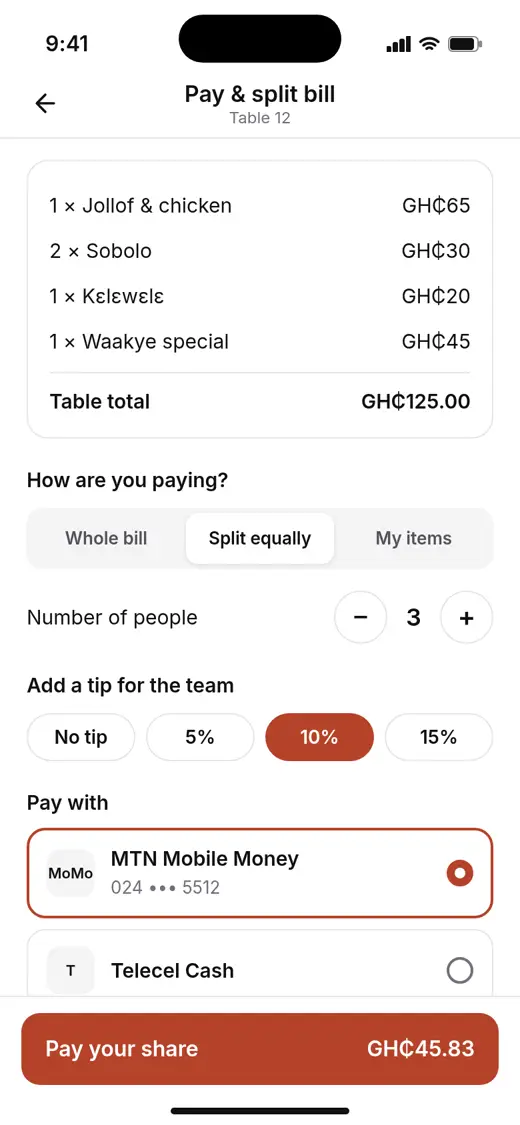 9:41
Pay & split bill
Table 12
1 × Jollof & chicken GH₵65
2 × Sobolo GH₵30
1 × Kɛlɛwɛlɛ GH₵20
1 × Waakye special GH₵45
Table total GH₵125.00
How are you paying?
Whole bill Split equally My items
Number of people − 3 +
Add a tip for the team
No tip 5% 10% 15%
Pay with
MoMo MTN Mobile Money
024 ••• 5512
T Telecel Cash
Pay your share GH₵45.83